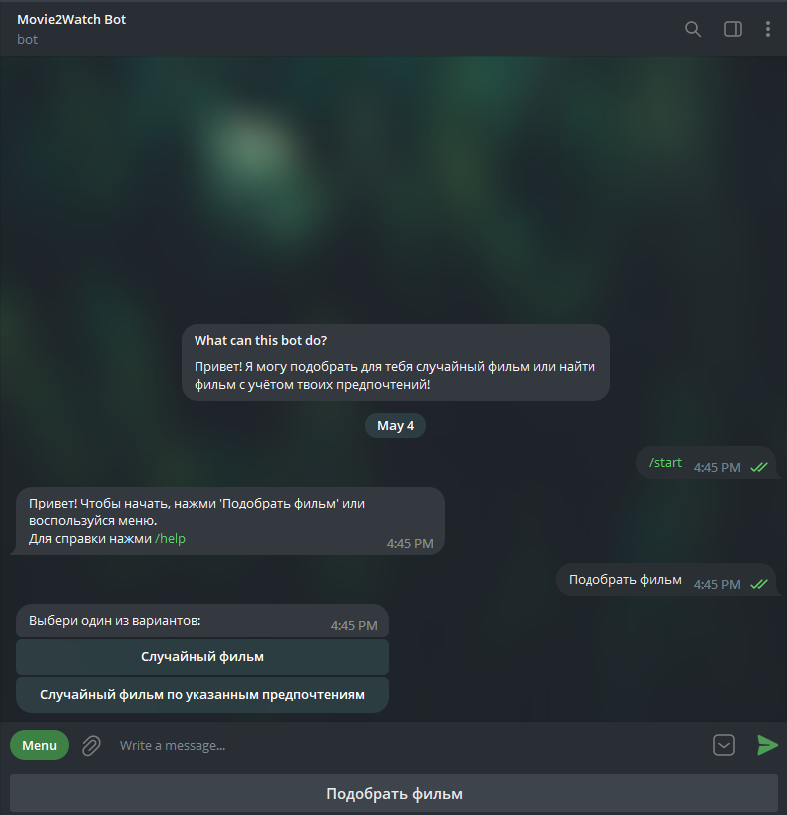 Movie2Watch Bot
bot
What can this bot do?
Привет! Я могу подобрать для тебя случайный фильм или найти
фильм с учётом твоих предпочтений!
May 4
/start 4:45 PM
Привет! Чтобы начать, нажми 'Подобрать фильм' или
воспользуйся меню.
Для справки нажми /help 4:45 PM
Подобрать фильм 4:45 PM
Выбери один из вариантов: 4:45 PM
Случайный фильм
Случайный фильм по указанным предпочтениям
Menu Write a message...
Подобрать фильм